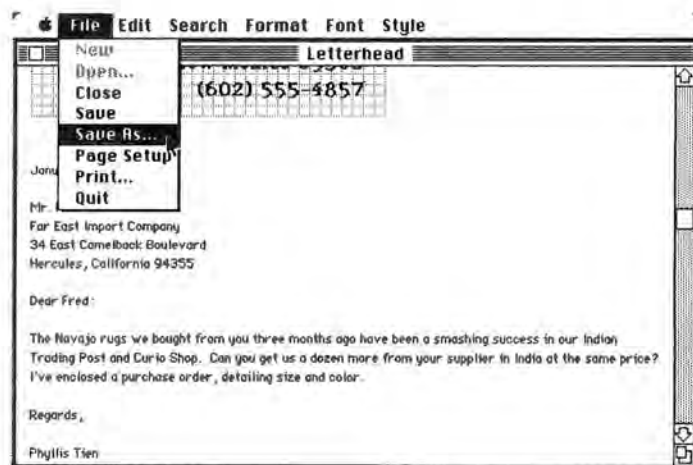 File Edit Search Format Font Style
Letterhead
New
Open...
Close
Save
Save As...
Page Setup
Print...
Quit
(602) 555-4857
Mr.
Far East Import Company
34 East Camelback Boulevard
Hercules, California 94355
Dear Fred:
The Navajo rugs we bought from you three months ago have been a smashing success in our Indian
Trading Post and Curio Shop. Can you get us a dozen more from your supplier in India at the same price?
I've enclosed a purchase order, detailing size and color.
Regards,
Phyllis Tien